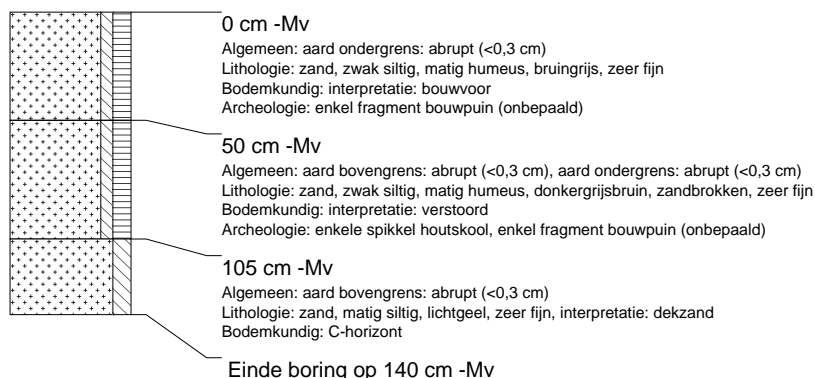 0 cm -Mv
Algemeen: aard ondergrens: abrupt (<0,3 cm)
Lithologie: zand, zwak siltig, matig humeus, bruingrijs, zeer fijn
Bodemkundig: interpretatie: bouwvoor
Archeologie: enkel fragment bouwpuin (onbepaald)
50 cm -Mv
Algemeen: aard bovengrens: abrupt (<0,3 cm), aard ondergrens: abrupt (<0,3 cm)
Lithologie: zand, zwak siltig, matig humeus, donkergrijsbruin, zandbrokken, zeer fijn
Bodemkundig: interpretatie: verstoord
Archeologie: enkele spikkel houtskool, enkel fragment bouwpuin (onbepaald)
105 cm -Mv
Algemeen: aard bovengrens: abrupt (<0,3 cm)
Lithologie: zand, matig siltig, lichtgeel, zeer fijn, interpretatie: dekzand
Bodemkundig: C-horizont
Einde boring op 140 cm -Mv